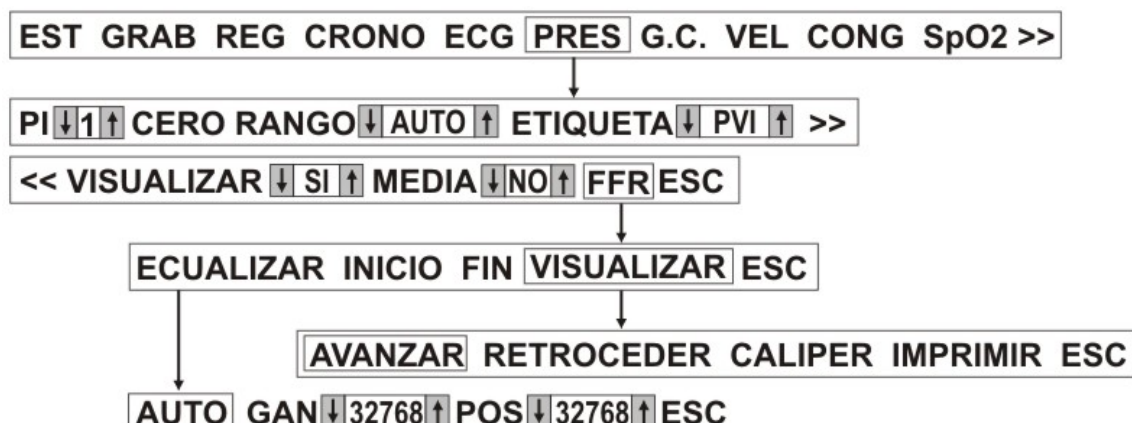 EST GRAB REG CRONO ECG PRES G.C. VEL CONG SpO2 >>
PI ↓ 1 ↑ CERO RANGO ↓ AUTO ↑ ETIQUETA ↓ PVI ↑ >>
<< VISUALIZAR ↓ SI ↑ MEDIA ↓ NO ↑ FFR ESC
ECUALIZAR INICIO FIN VISUALIZAR ESC
AVANZAR RETROCEDER CALIPER IMPRIMIR ESC
AUTO GAN ↓ 32768 ↑ POS ↓ 32768 ↑ ESC